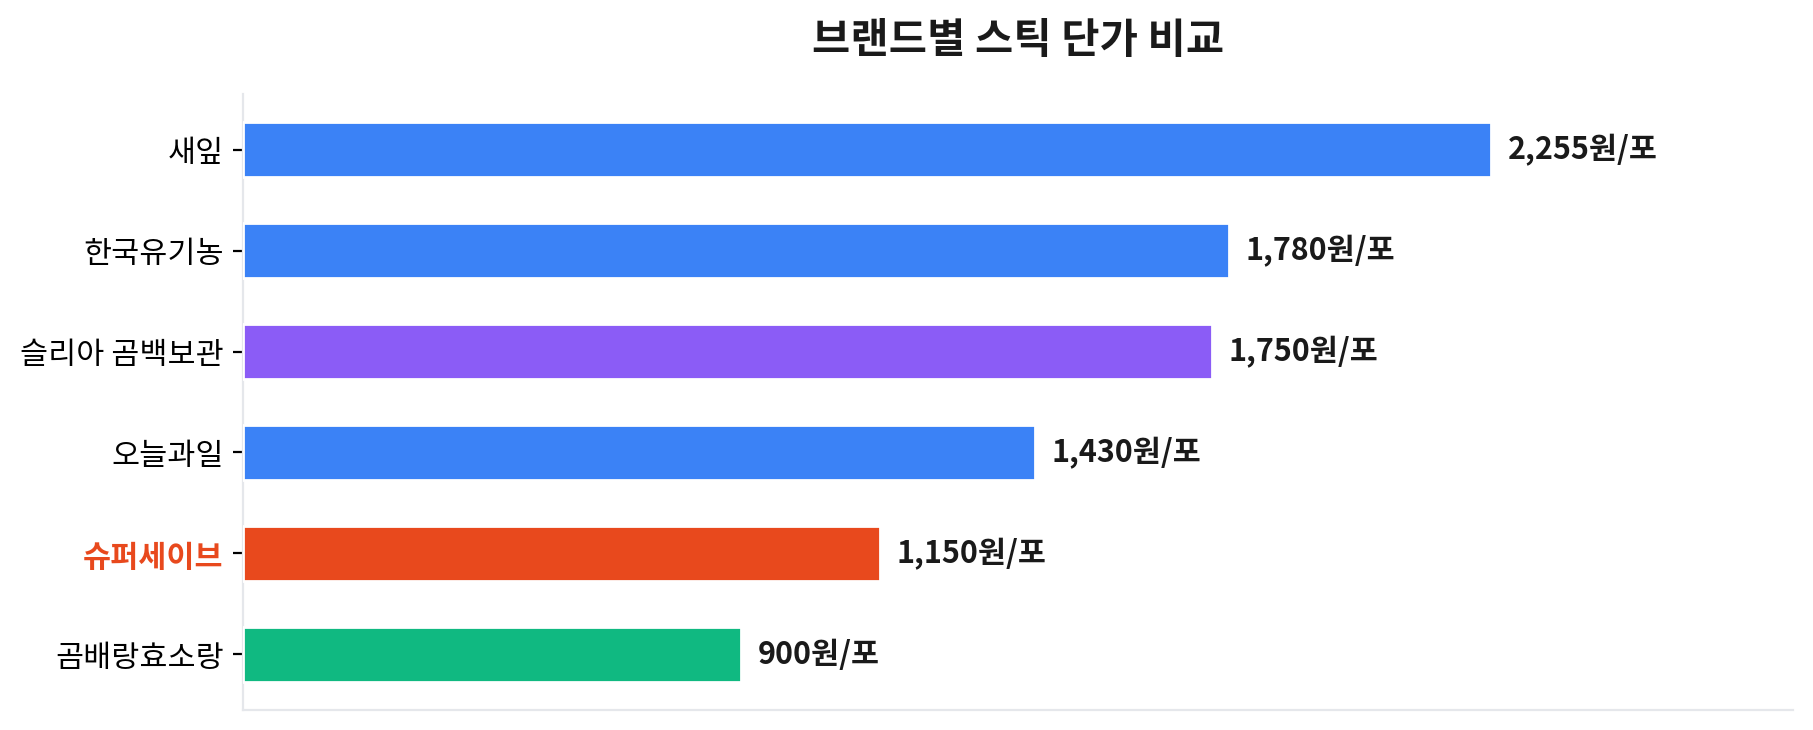 브랜드별 스틱 단가 비교
새잎 2,255원/포
한국유기농 1,780원/포
슬리아 곰백보관 1,750원/포
오늘과일 1,430원/포
슈퍼세이브 1,150원/포
곰배랑효소랑 900원/포